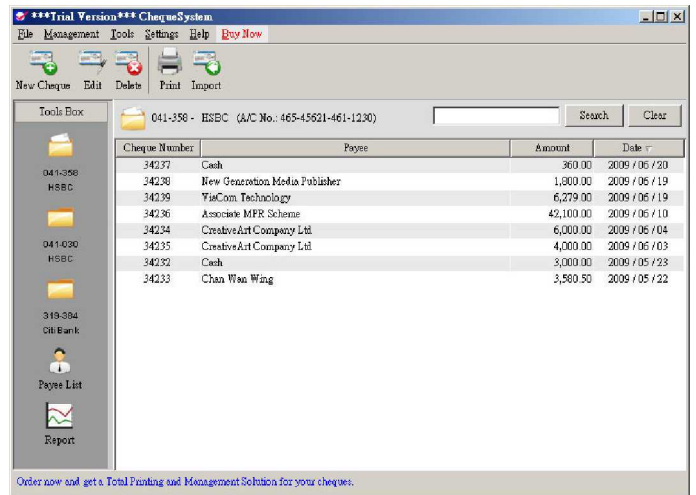 ***Trial Version*** ChequeSystem
File Management Tools Settings Help Buy Now
New Cheque Edit Delete Print Import
Tools Box
041-358 - HSBC (A/C No.: 465-45621-461-1230) Search Clear
041-358
HSBC
041-030
HSBC
319-384
Citi Bank
Payee List
Report
Cheque Number Payee Amount Date
34237 Cash 360.00 2009 / 06 / 20
34238 New Generation Media Publisher 1,800.00 2009 / 06 / 19
34239 ViaCom Technology 6,279.00 2009 / 06 / 19
34236 Associate MPR Scheme 42,100.00 2009 / 06 / 10
34234 CreativeArt Company Ltd 6,000.00 2009 / 06 / 04
34235 CreativeArt Company Ltd 4,000.00 2009 / 06 / 03
34232 Cash 3,000.00 2009 / 05 / 23
34233 Chan Wan Wing 3,580.50 2009 / 05 / 22
Order now and get a Total Printing and Management Solution for your cheques.